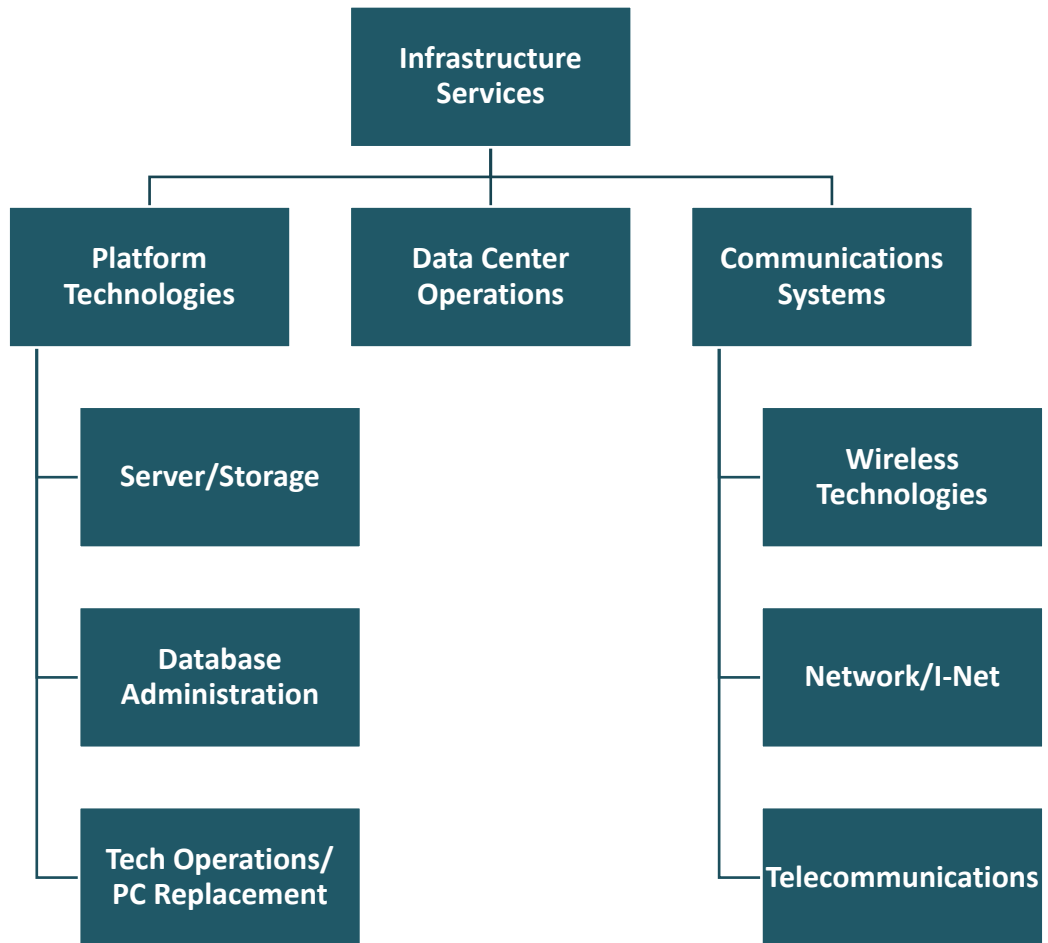 Infrastructure
Services
Platform
Technologies
Data Center
Operations
Communications
Systems
Server/Storage
Database
Administration
Tech Operations/
PC Replacement
Wireless
Technologies
Network/I-Net
Telecommunications